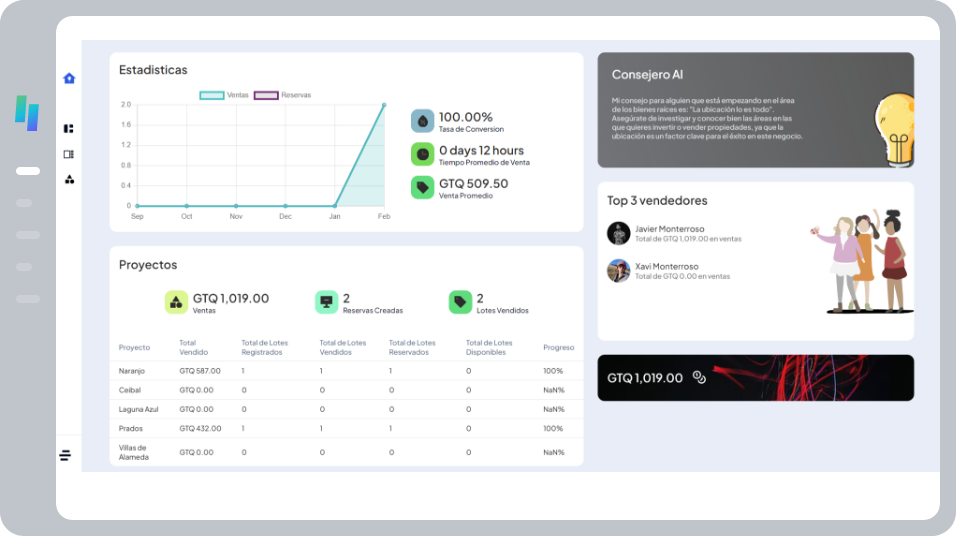 Estadisticas
Ventas Reservas
2.0
1.6
1.2
0.8
0.4
0
Sep Oct Nov Dec Jan Feb
100.00%
Tasa de Conversion
0 days 12 hours
Tiempo Promedio de Venta
GTQ 509.50
Venta Promedio
Consejero AI
Mi consejo para alguien que está empezando en el área
de los bienes raíces es: "La ubicación lo es todo".
Asegúrate de investigar y conocer bien las áreas en las
que quieres invertir o vender propiedades, ya que la
ubicación es un factor clave para el éxito en este negocio.
Top 3 vendedores
Javier Monterroso
Total de GTQ 1,019.00 en ventas
Xavi Monterroso
Total de GTQ 0.00 en ventas
GTQ 1,019.00
Proyectos
GTQ 1,019.00
Ventas
2
Reservas Creadas
2
Lotes Vendidos
Proyecto Total Vendido Total de Lotes Registrados Total de Lotes Vendidos Total de Lotes Reservados Total de Lotes Disponibles Progreso
Naranjo GTQ 587.00 1 1 1 0 100%
Ceibal GTQ 0.00 0 0 0 0 NaN%
Laguna Azul GTQ 0.00 0 0 0 0 NaN%
Prados GTQ 432.00 1 1 1 0 100%
Villas de Alameda GTQ 0.00 0 0 0 0 NaN%